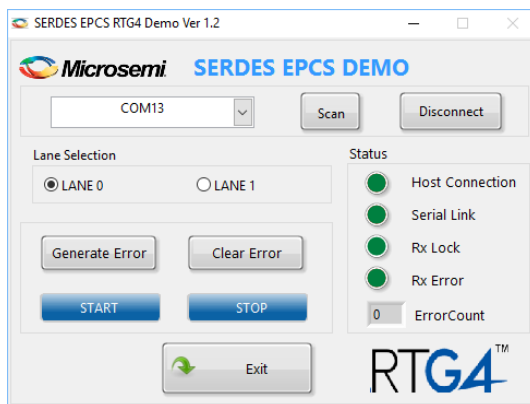 SERDES EPCS RTG4 Demo Ver 1.2
Microsemi. SERDES EPCS DEMO
COM13
Scan
Disconnect
Lane Selection
LANE 0
LANE 1
Generate Error
Clear Error
START
STOP
Status
Host Connection
Serial Link
Rx Lock
Rx Error
0 ErrorCount
Exit
RTG4™